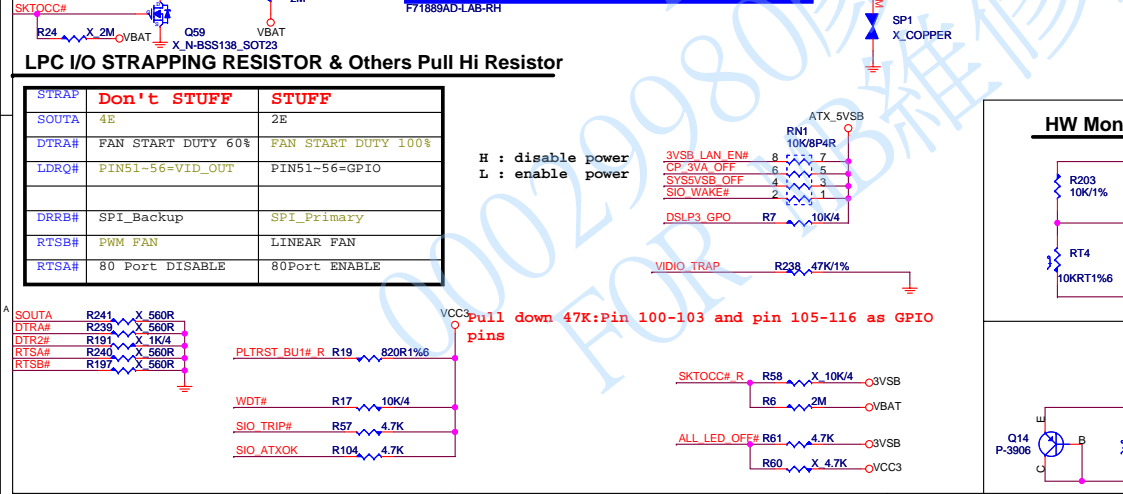 SKTOCC#
R24 X_2M VBAT
Q59
X_N-BSS138_SOT23
2M
VBAT
F71889AD-LAB-RH
SP1
X_COPPER
LPC I/O STRAPPING RESISTOR & Others Pull Hi Resistor
STRAP Don't STUFF STUFF
SOUTA 4E 2E
DTRA# FAN START DUTY 60% FAN START DUTY 100%
LDRQ# PIN51~56=VID_OUT PIN51~56=GPIO
DRRB# SPI_Backup SPI_Primary
RTSB# PWM FAN LINEAR FAN
RTSA# 80 Port DISABLE 80Port ENABLE
H : disable power
L : enable power
ATX_5VSB
RN1
10K/8P4R
3VSB_LAN_EN# 8 7
CP_3VA_OFF 6 5
SYS5VSB_OFF 4 3
SIO_WAKE# 2 1
DSLP3_GPO R7 10K/4
VIDIO_TRAP R238 47K/1%
HW Mon
R203
10K/1%
RT4
10KRT1%6
A
SOUTA R241 X_560R
DTRA# R239 X_560R
DTR2# R191 X_1K/4
RTSA# R240 X_560R
RTSB# R197 X_560R
VCC3
Pull down 47K:Pin 100-103 and pin 105-116 as GPIO
pins
PLTRST_BU1#_R R19 820R1%6
WDT# R17 10K/4
SIO_TRIP# R57 4.7K
SIO_ATXOK R104 4.7K
SKTOCC#_R R58 X_10K/4 3VSB
R6 2M VBAT
ALL_LED_OFF# R61 4.7K 3VSB
R60 X_4.7K VCC3
Q14
P-3906
E
B
C
00029980
FOR MB維修